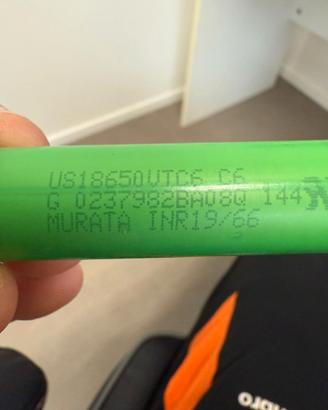 US18650VTC6 C6
G 0237982BA08Q 144
MURATA INR19/66